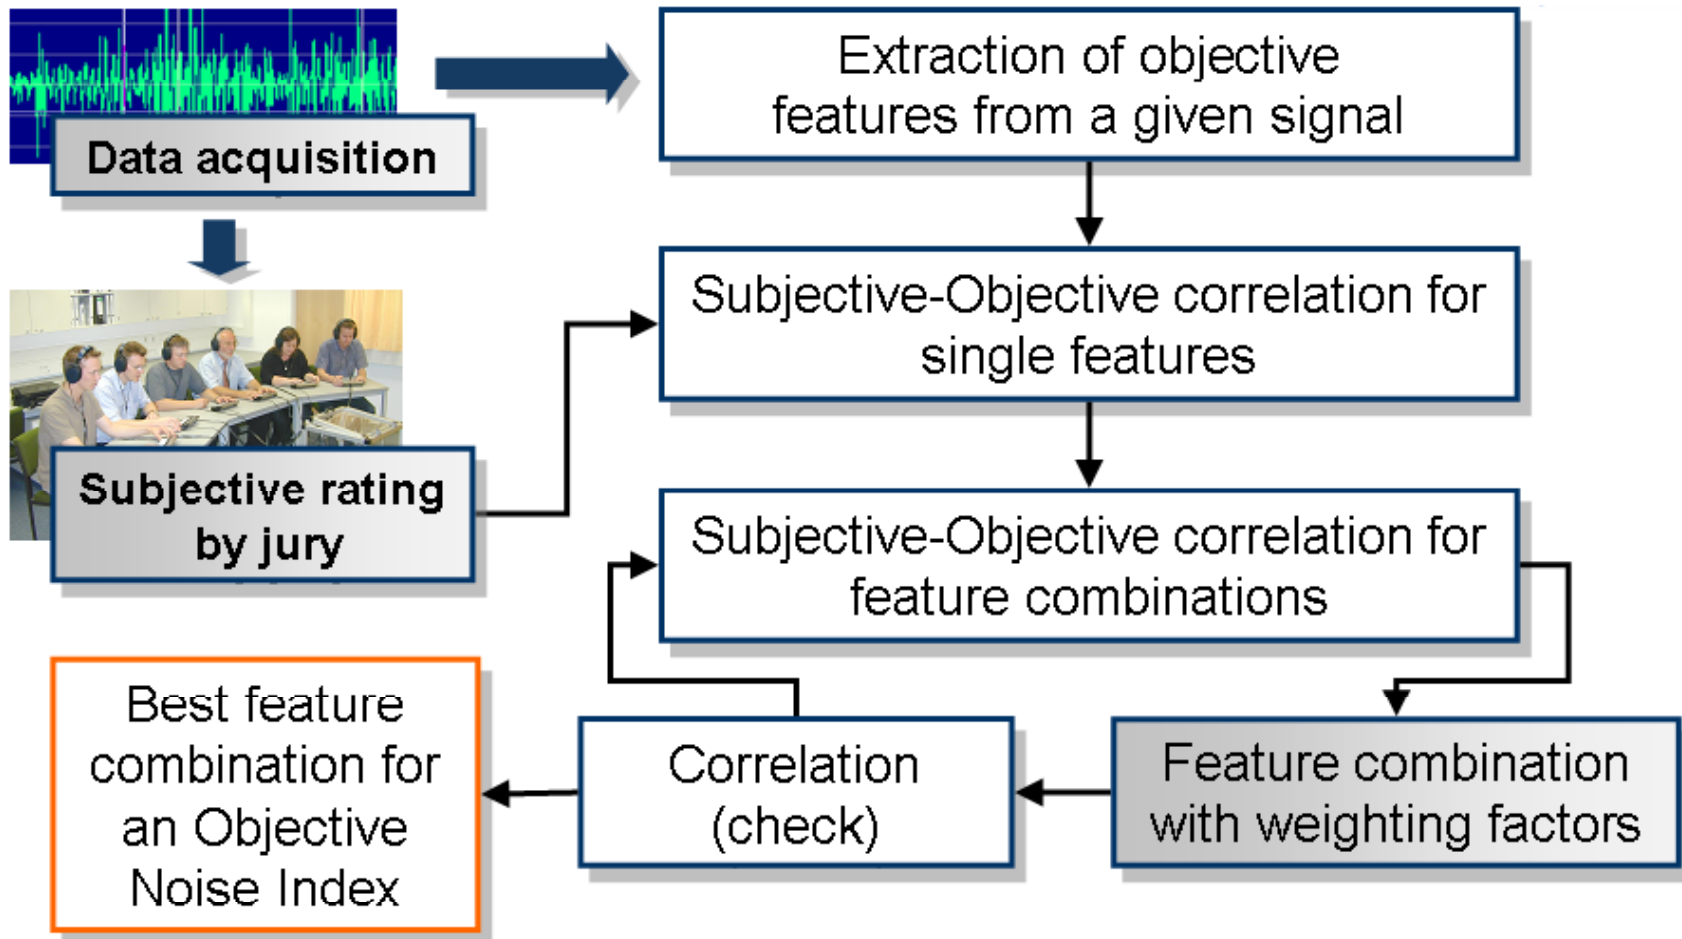 Extraction of objective
features from a given signal
Data acquisition
Subjective-Objective correlation for
single features
Subjective rating
by jury
Subjective-Objective correlation for
feature combinations
Feature combination
with weighting factors
Correlation
(check)
Best feature
combination for
an Objective
Noise Index